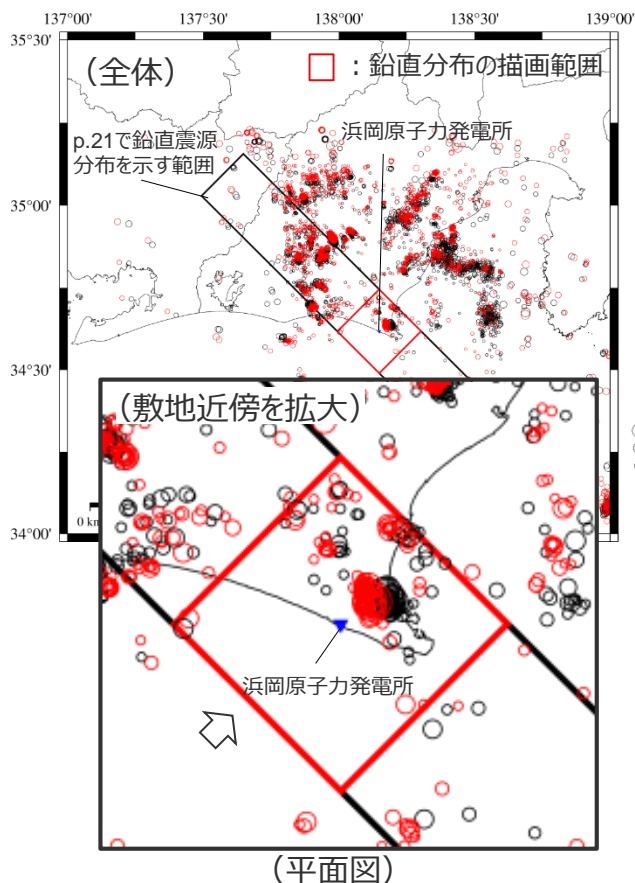 137°00' 137°30' 138°00' 138°30' 139°00'
35°30'
（全体）
：鉛直分布の描画範囲
p.21で鉛直震源
分布を示す範囲
浜岡原子力発電所
35°00'
34°30'
（敷地近傍を拡大）
34°00'
0 km
浜岡原子力発電所
（平面図）